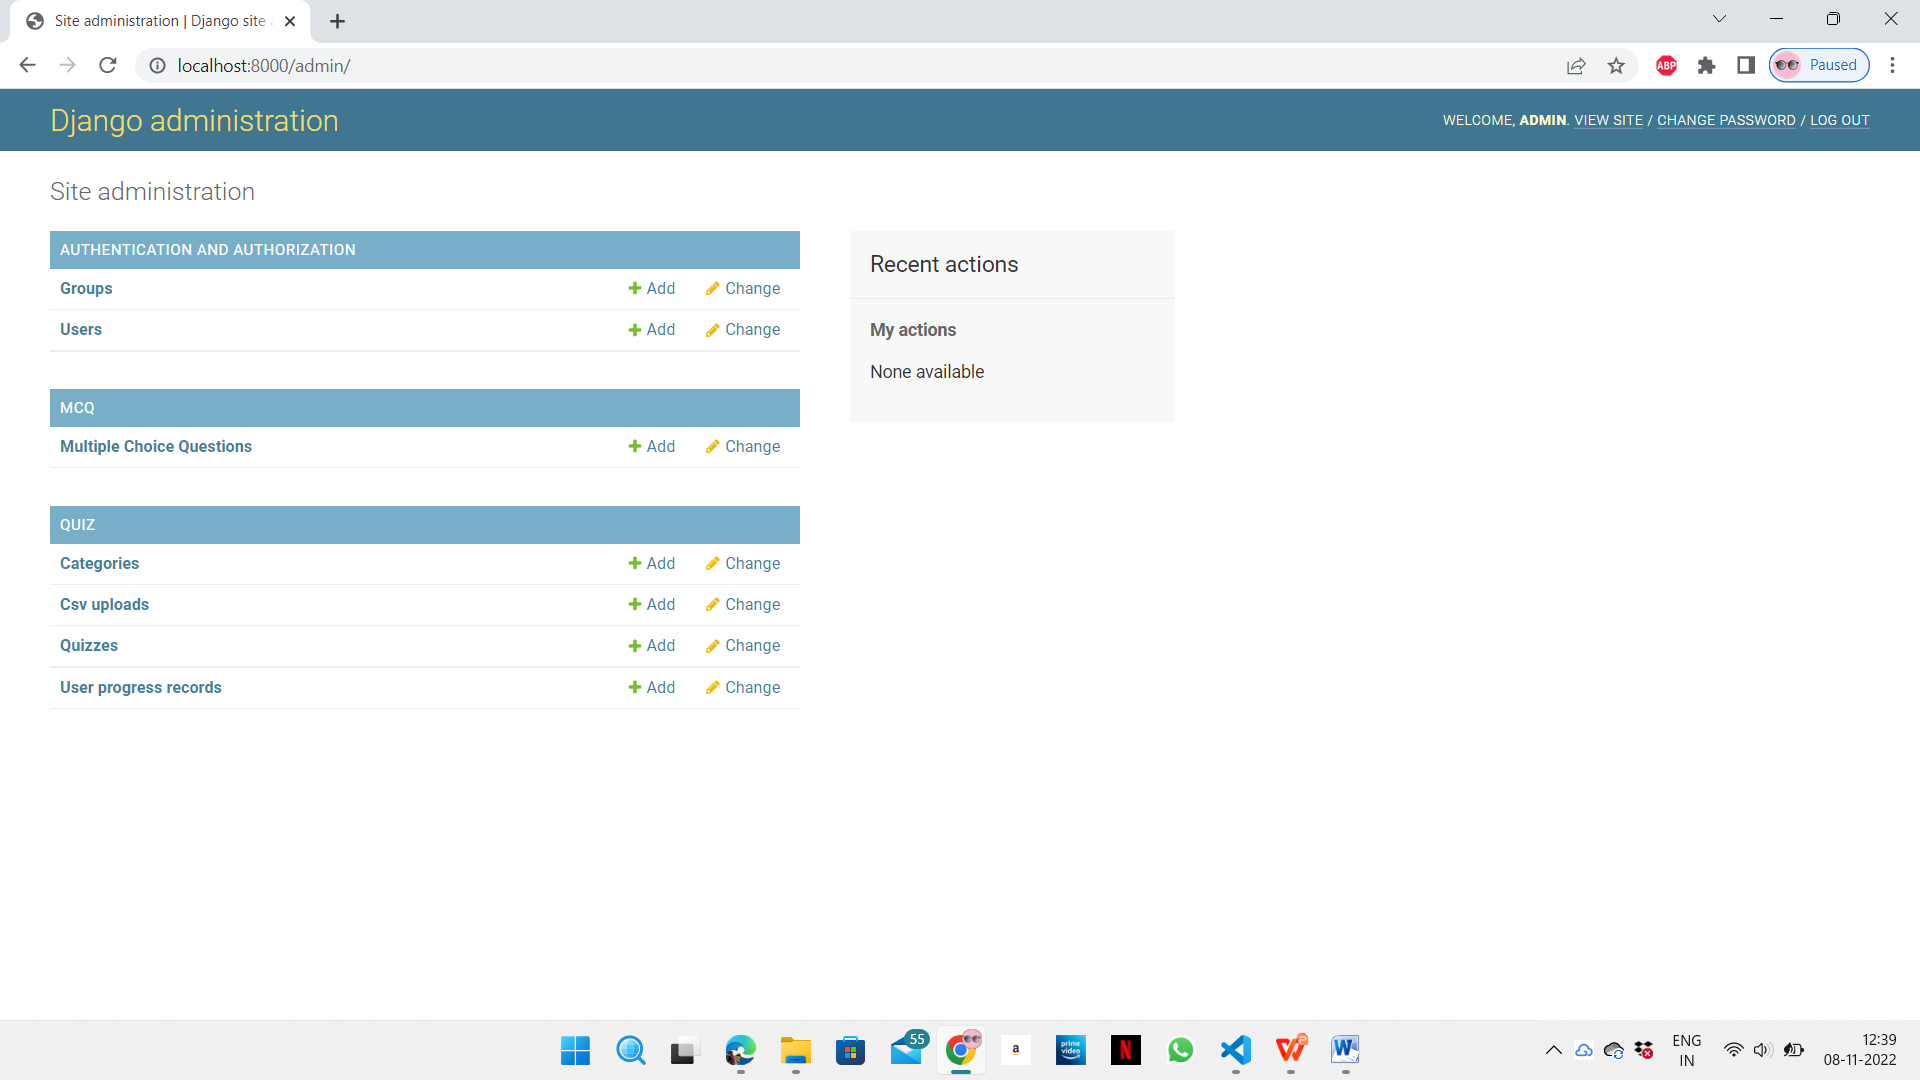 Site administration | Django site
localhost:8000/admin/
ABP
Paused
Django administration
WELCOME, ADMIN. VIEW SITE / CHANGE PASSWORD / LOG OUT
Site administration
AUTHENTICATION AND AUTHORIZATION
Groups Add Change
Users Add Change
MCQ
Multiple Choice Questions Add Change
QUIZ
Categories Add Change
Csv uploads Add Change
Quizzes Add Change
User progress records Add Change
Recent actions
My actions
None available
55
a
prime
video
N
W
W
ENG
IN
12:39
08-11-2022